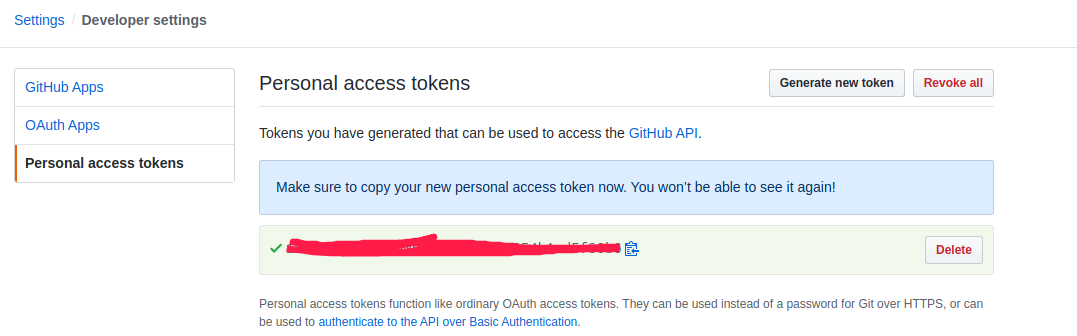 Settings / Developer settings
GitHub Apps
OAuth Apps
Personal access tokens
Personal access tokens
Generate new token
Revoke all
Tokens you have generated that can be used to access the GitHub API.
Make sure to copy your new personal access token now. You won’t be able to see it again!
Delete
Personal access tokens function like ordinary OAuth access tokens. They can be used instead of a password for Git over HTTPS, or can
be used to authenticate to the API over Basic Authentication.